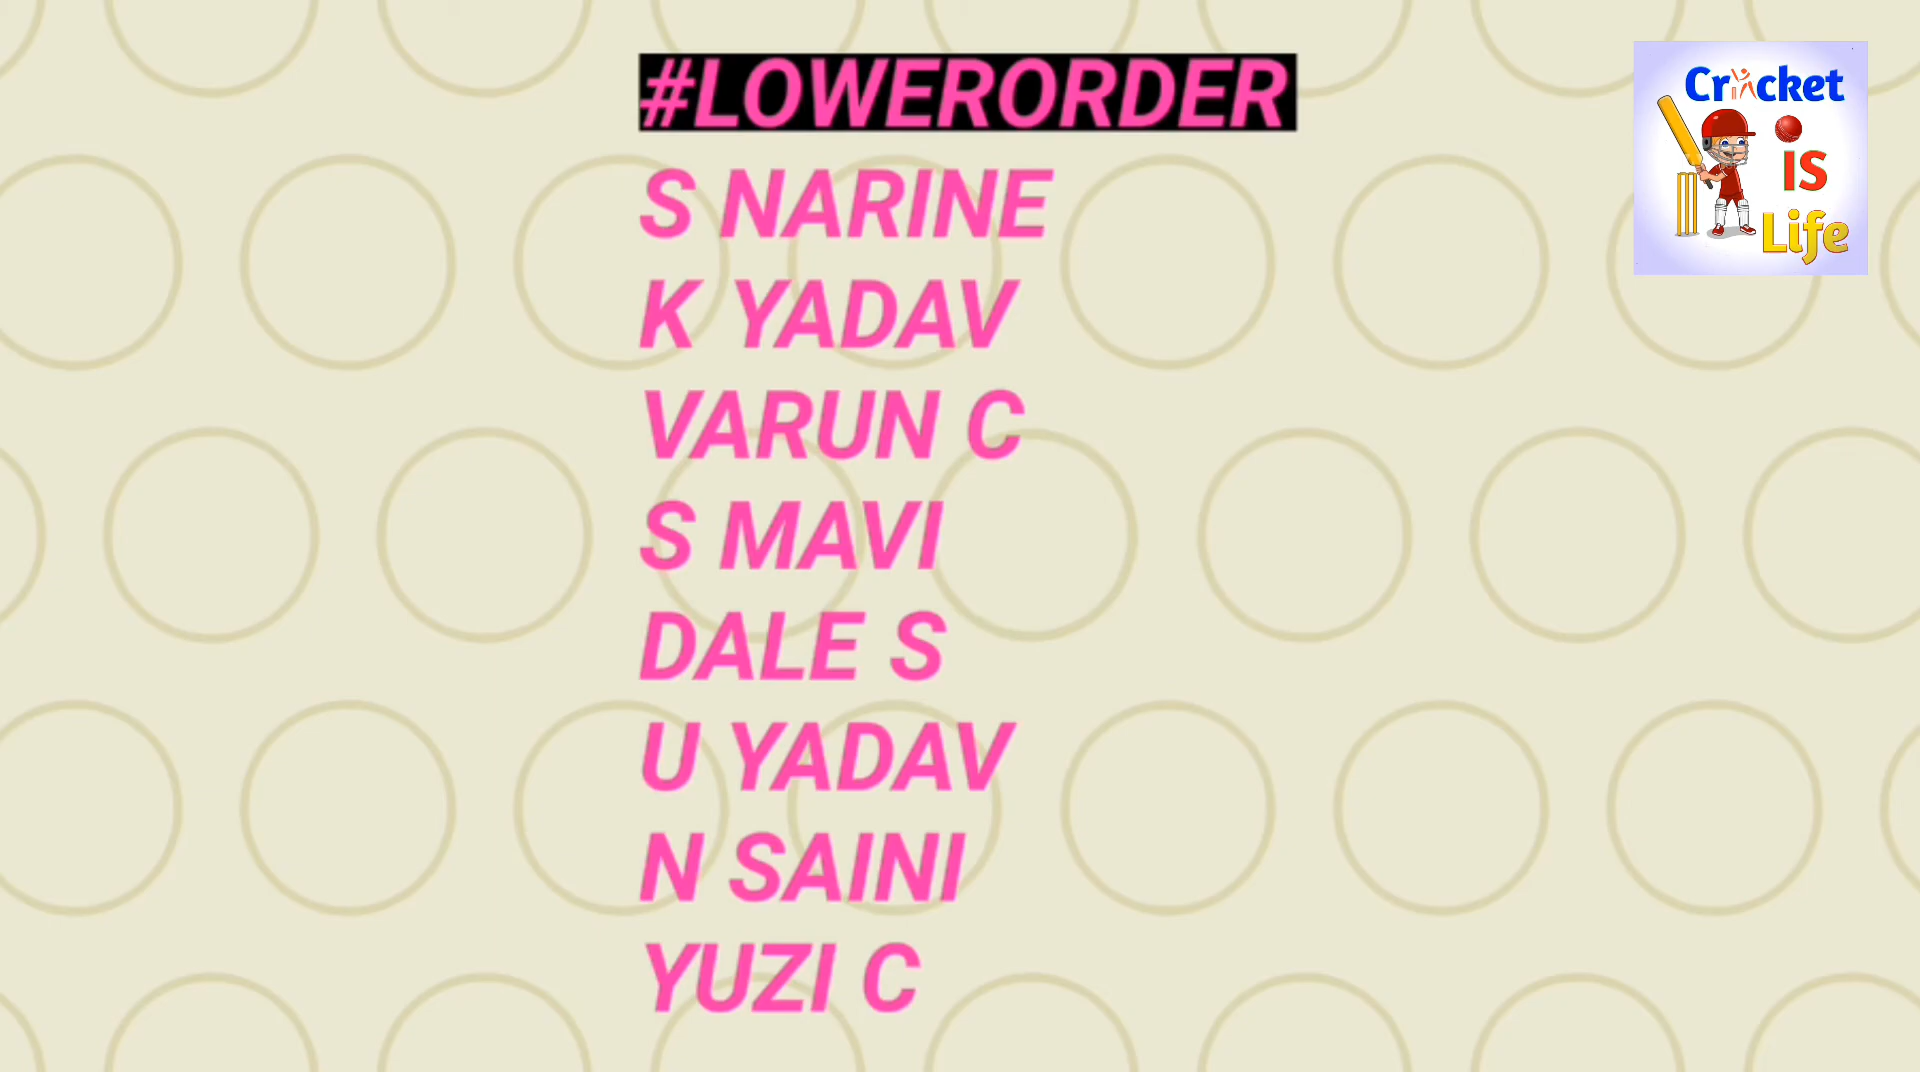 #LOWERORDER
S NARINE
K YADAV
VARUN C
S MAVI
DALE S
U YADAV
N SAINI
YUZI C
Cricket
IS
Life